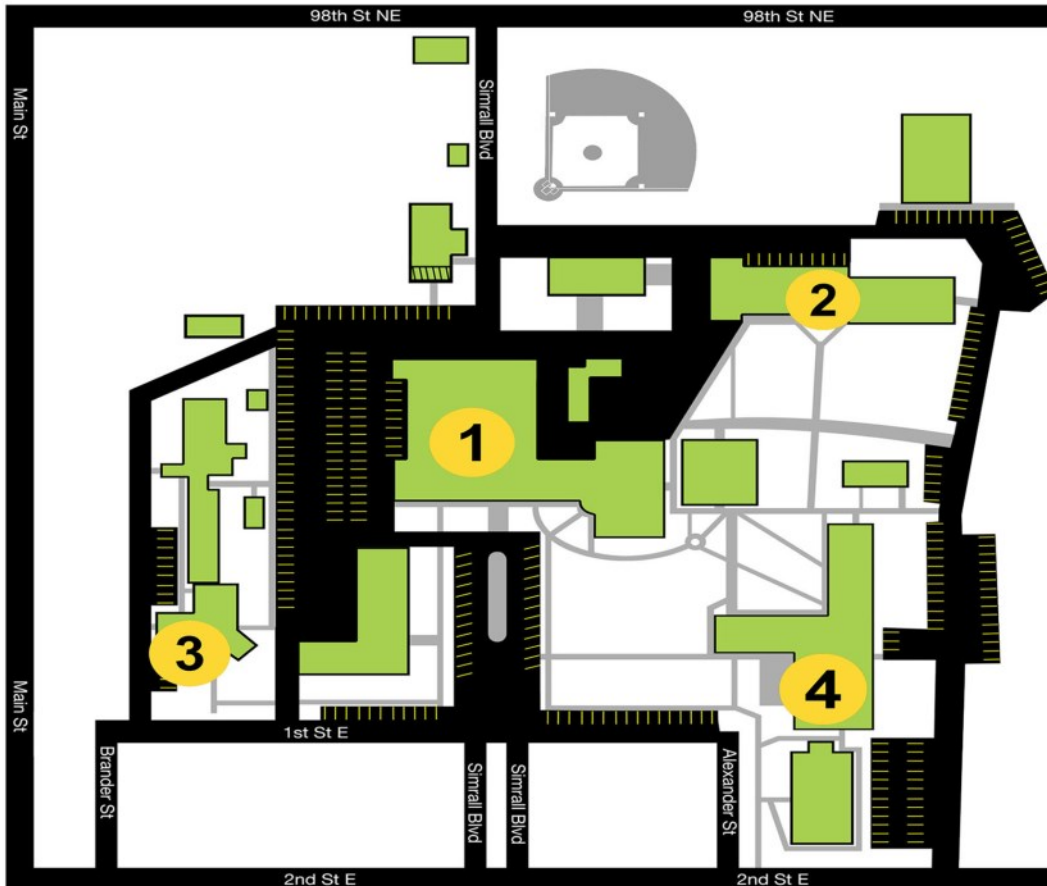 98th St NE
98th St NE
Main St
Simrall Blvd
2
1
3
4
Main St
1st St E
Brander St
Simrall Blvd
Simrall Blvd
Alexander St
2nd St E
2nd St E